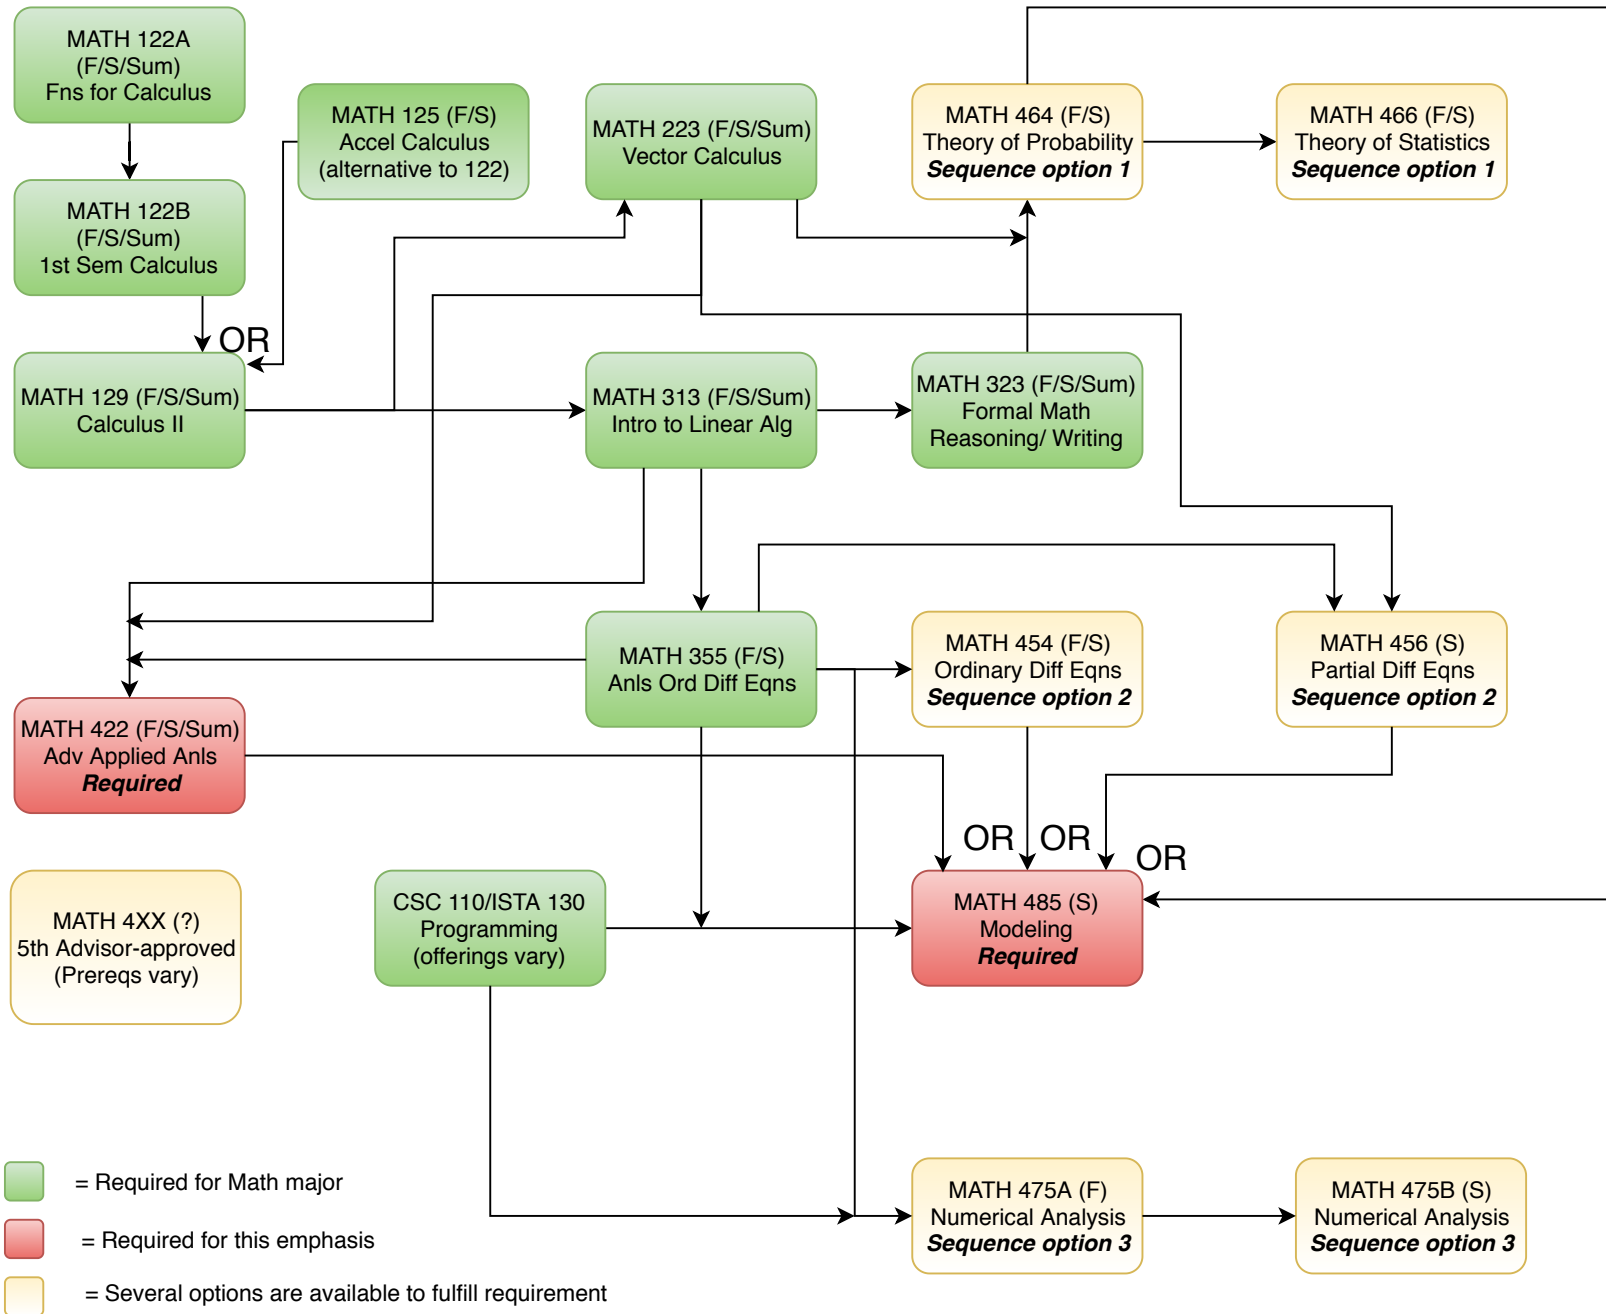 MATH 122A
(F/S/Sum)
Fns for Calculus
MATH 125 (F/S)
Accel Calculus
(alternative to 122)
MATH 223 (F/S/Sum)
Vector Calculus
MATH 464 (F/S)
Theory of Probability
Sequence option 1
MATH 466 (F/S)
Theory of Statistics
Sequence option 1
MATH 122B
(F/S/Sum)
1st Sem Calculus
OR
MATH 129 (F/S/Sum)
Calculus II
MATH 313 (F/S/Sum)
Intro to Linear Alg
MATH 323 (F/S/Sum)
Formal Math
Reasoning/ Writing
MATH 355 (F/S)
Anls Ord Diff Eqns
MATH 454 (F/S)
Ordinary Diff Eqns
Sequence option 2
MATH 456 (S)
Partial Diff Eqns
Sequence option 2
MATH 422 (F/S/Sum)
Adv Applied Anls
Required
OR
OR
OR
MATH 4XX (?)
5th Advisor-approved
(Prereqs vary)
CSC 110/ISTA 130
Programming
(offerings vary)
MATH 485 (S)
Modeling
Required
MATH 475A (F)
Numerical Analysis
Sequence option 3
MATH 475B (S)
Numerical Analysis
Sequence option 3
= Required for Math major
= Required for this emphasis
= Several options are available to fulfill requirement